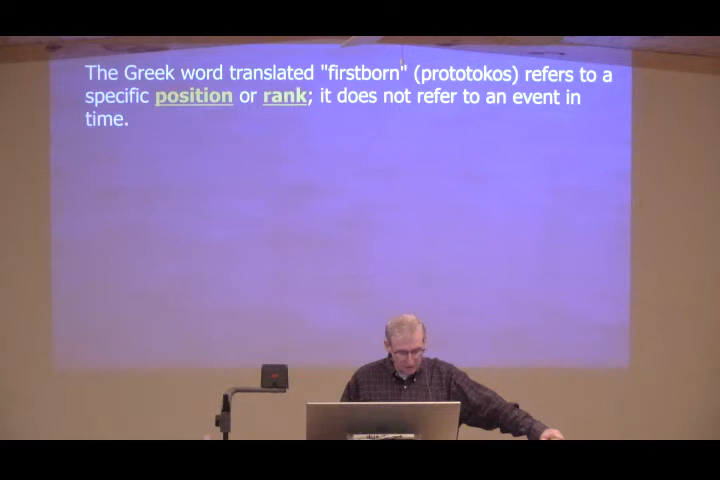 The Greek word translated "firstborn" (prototokos) refers to a
specific position or rank; it does not refer to an event in
time.